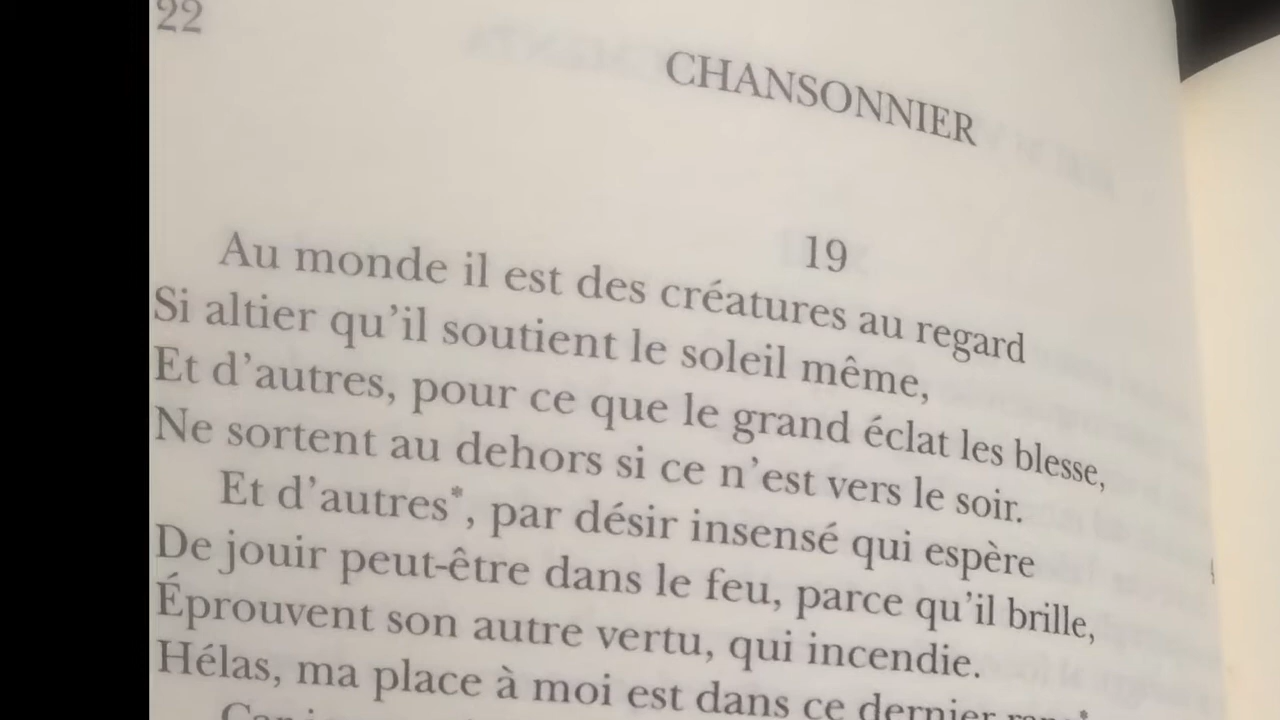 22
CHANSONNIER
19
Au monde il est des créatures au regard
Si altier qu'il soutient le soleil même,
Et d'autres, pour ce que le grand éclat les blesse,
Ne sortent au dehors si ce n'est vers le soir.
Et d'autres*, par désir insensé qui espère
De jouir peut-être dans le feu, parce qu'il brille,
Éprouvent son autre vertu, qui incendie.
Hélas, ma place à moi est dans ce dernier